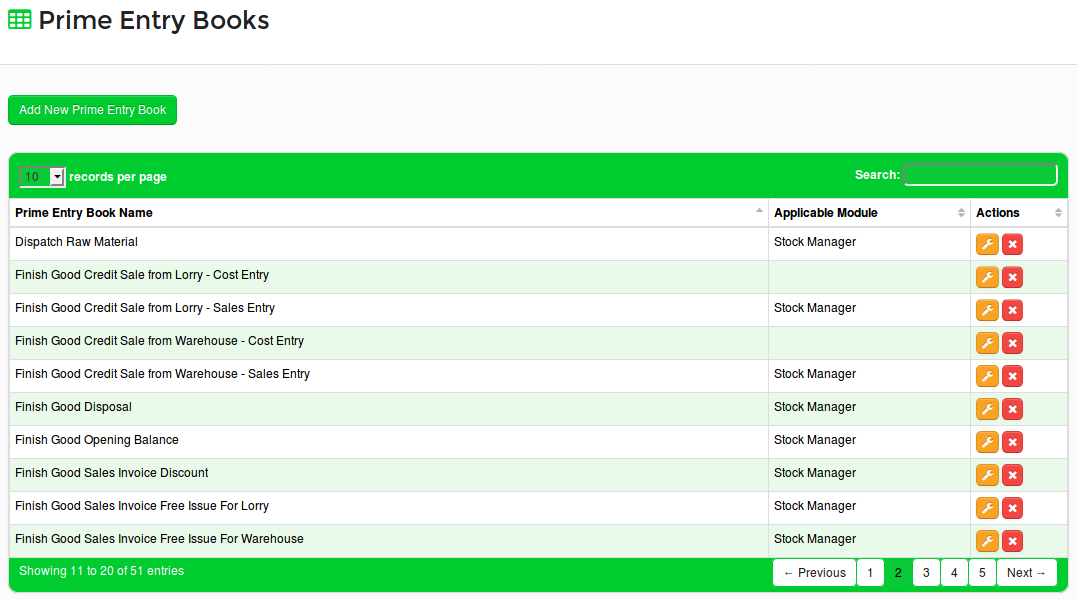 Prime Entry Books
Add New Prime Entry Book
10 records per page Search:
Prime Entry Book Name Applicable Module Actions
Dispatch Raw Material Stock Manager
Finish Good Credit Sale from Lorry - Cost Entry
Finish Good Credit Sale from Lorry - Sales Entry Stock Manager
Finish Good Credit Sale from Warehouse - Cost Entry
Finish Good Credit Sale from Warehouse - Sales Entry Stock Manager
Finish Good Disposal Stock Manager
Finish Good Opening Balance Stock Manager
Finish Good Sales Invoice Discount Stock Manager
Finish Good Sales Invoice Free Issue For Lorry Stock Manager
Finish Good Sales Invoice Free Issue For Warehouse Stock Manager
Showing 11 to 20 of 51 entries ← Previous 1 2 3 4 5 Next →